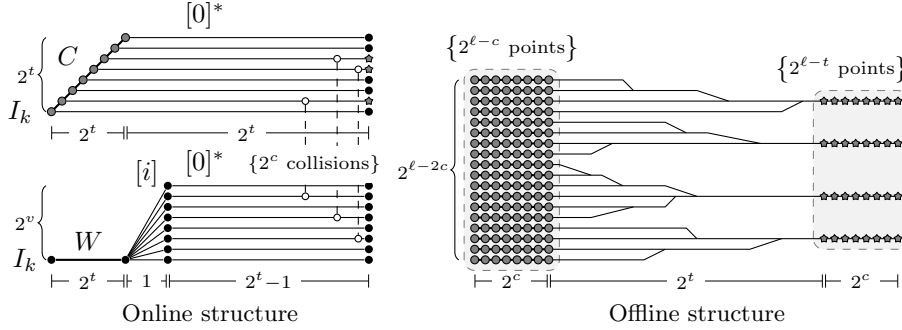 [0]*
C
2^t
I_k
2^t
2^t
{2^c collisions}
[i]
[0]*
2^v
W
I_k
2^t
1
2^t−1
Online structure
{2^{ℓ−c} points}
{2^{ℓ−t} points}
2^{ℓ−2c}
2^c
2^t
2^c
Offline structure